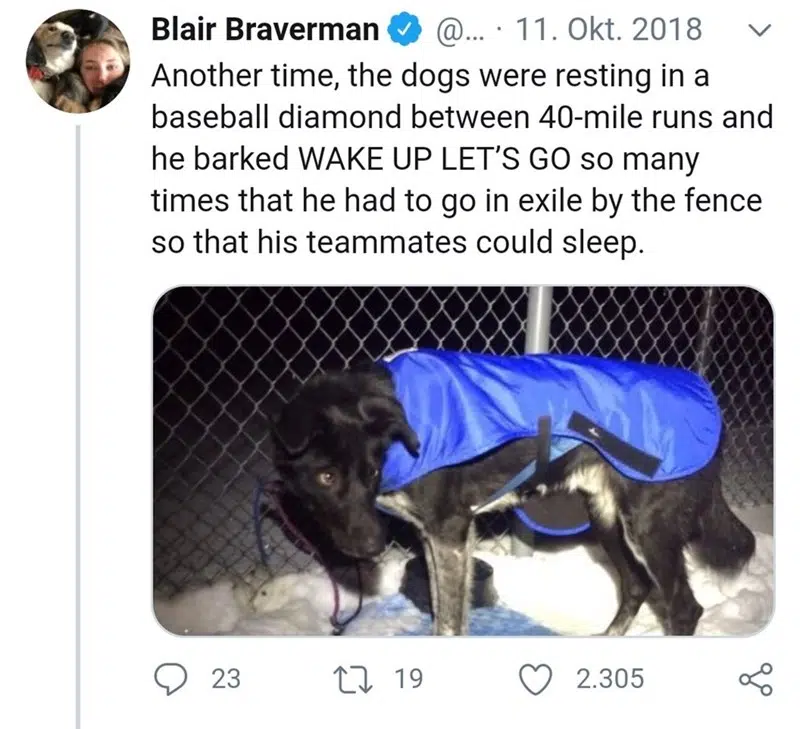 Blair Braverman @... · 11. Okt. 2018
Another time, the dogs were resting in a
baseball diamond between 40-mile runs and
he barked WAKE UP LET’S GO so many
times that he had to go in exile by the fence
so that his teammates could sleep.
23 19 2.305